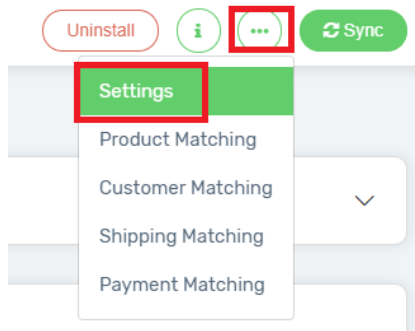 Uninstall i ... Sync
Settings
Product Matching
Customer Matching
Shipping Matching
Payment Matching